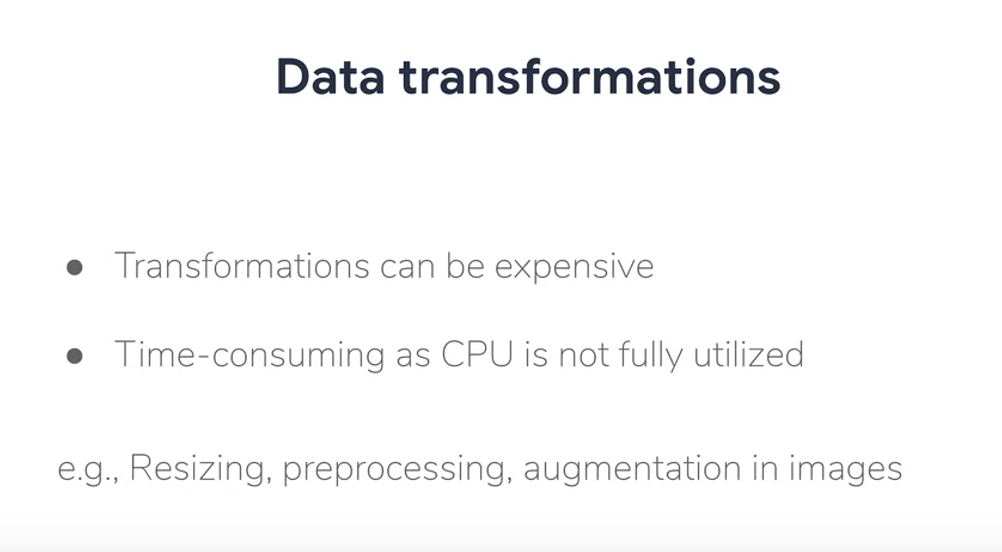 Data transformations
● Transformations can be expensive
● Time-consuming as CPU is not fully utilized
e.g., Resizing, preprocessing, augmentation in images